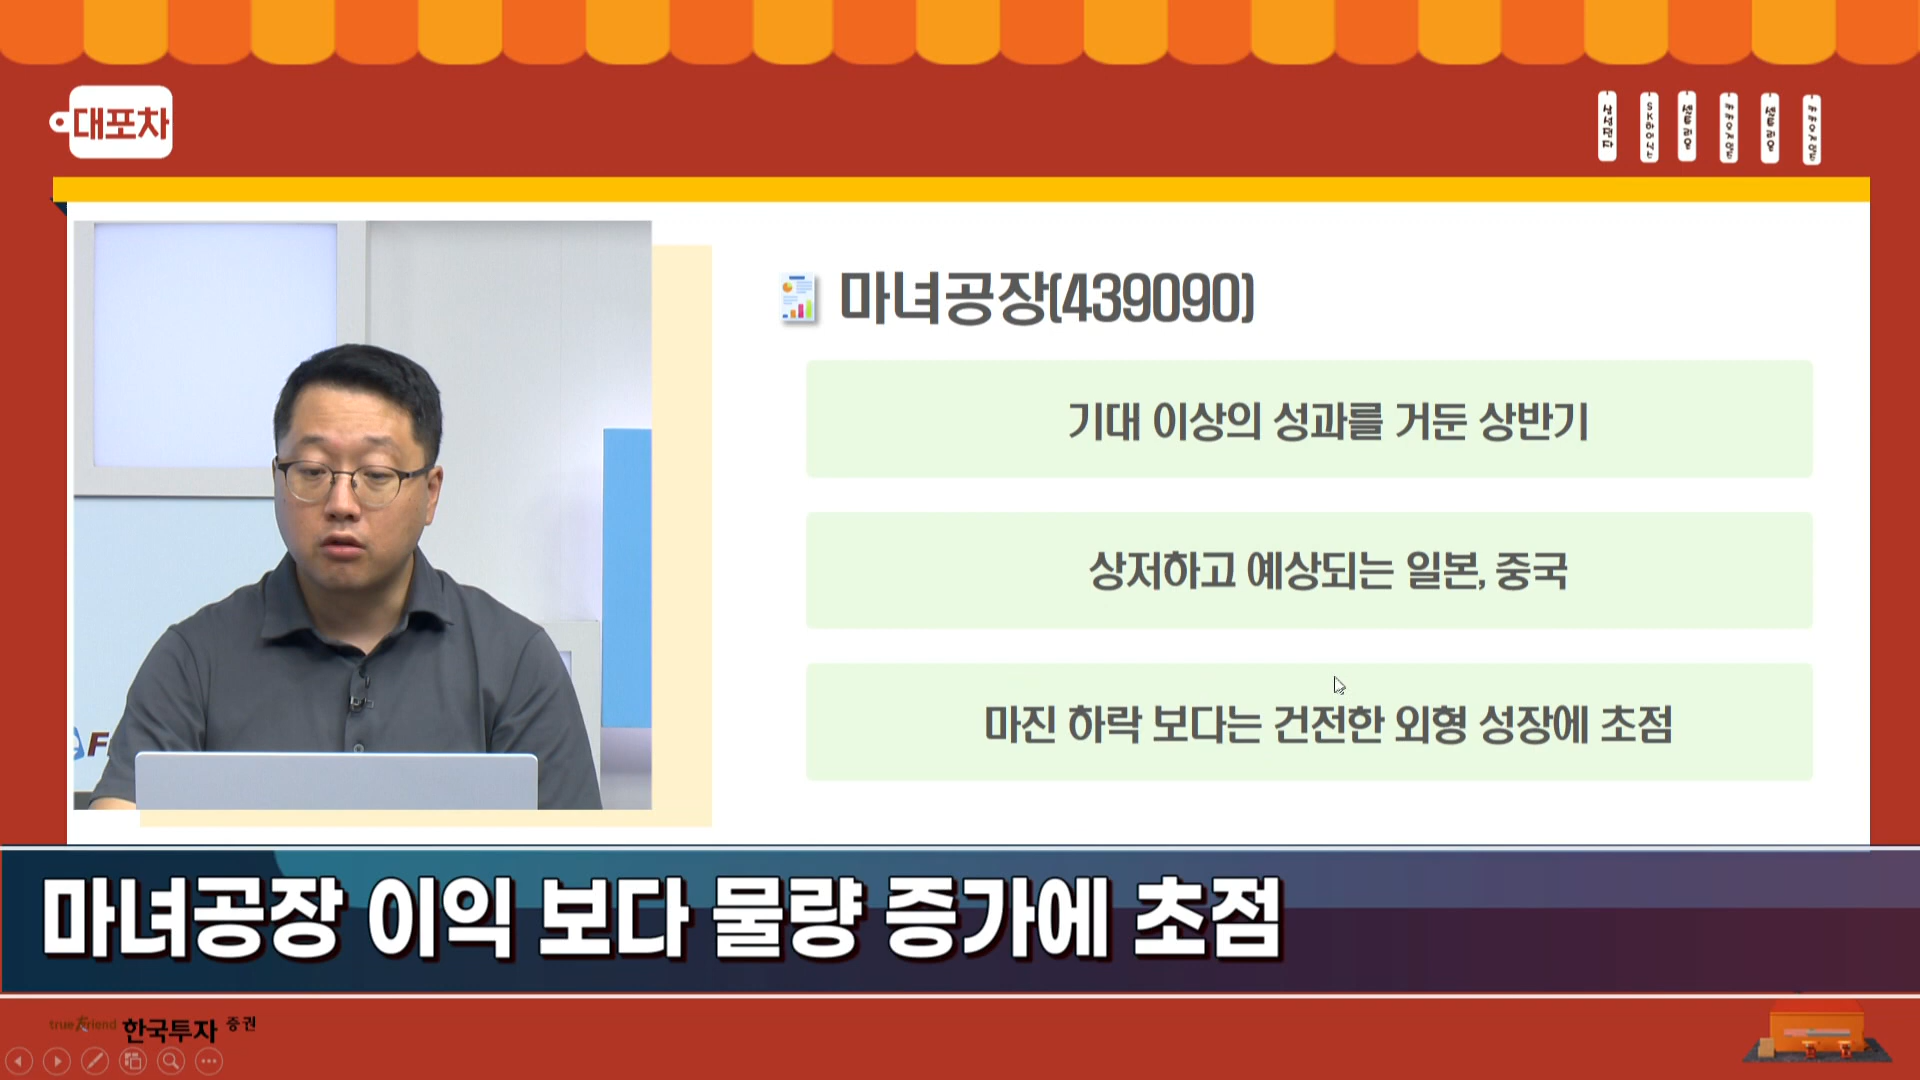 대포차
마녀공장(439090)
기대 이상의 성과를 거둔 상반기
상저하고 예상되는 일본, 중국
마진 하락 보다는 건전한 외형 성장에 초점
마녀공장 이익 보다 물량 증가에 초점
true friend 한국투자 증권